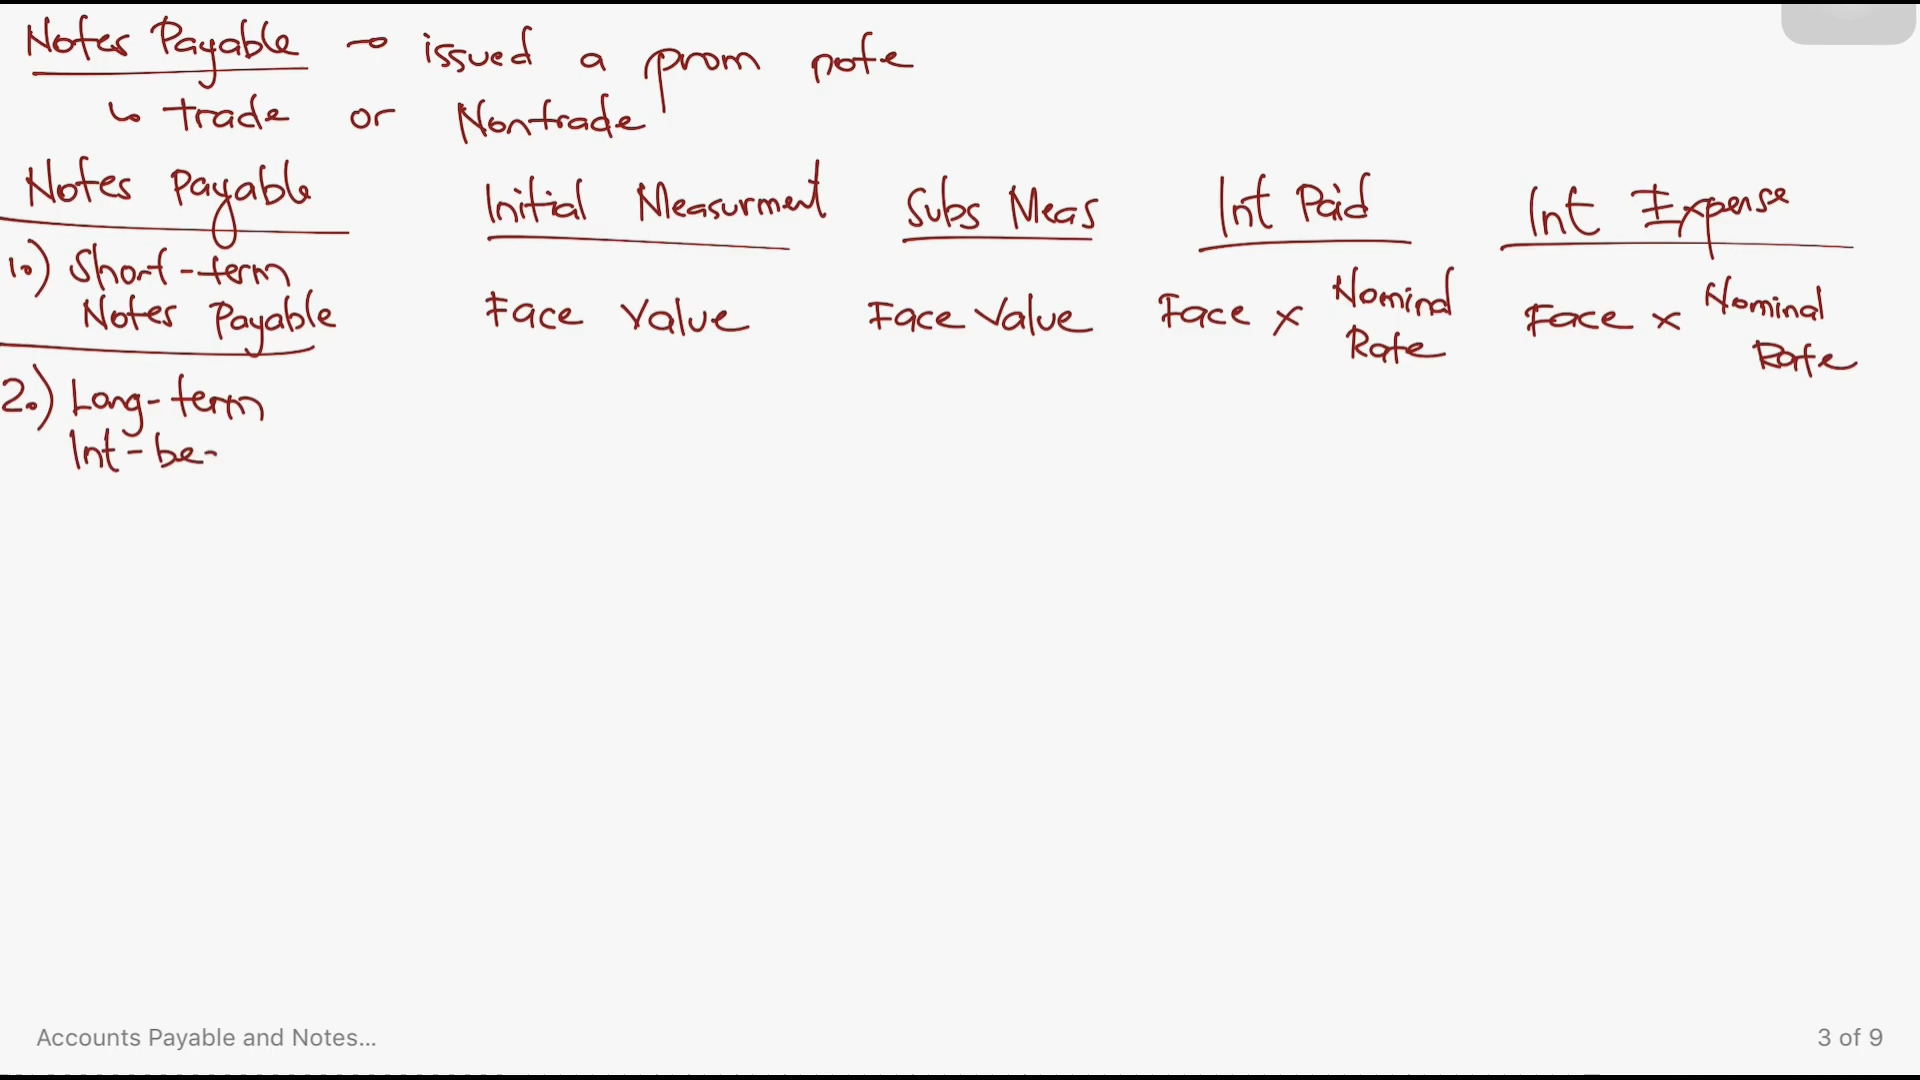 Notes Payable → issued a prom note
↳ trade or Nontrade
Notes Payable Initial Measurment Subs Meas Int Paid Int Expense
1.) Short-term
Notes Payable Face Value Face Value Face x Nominal Rate Face x Nominal Rate
2.) Long-term
Int-be-
Accounts Payable and Notes... 3 of 9